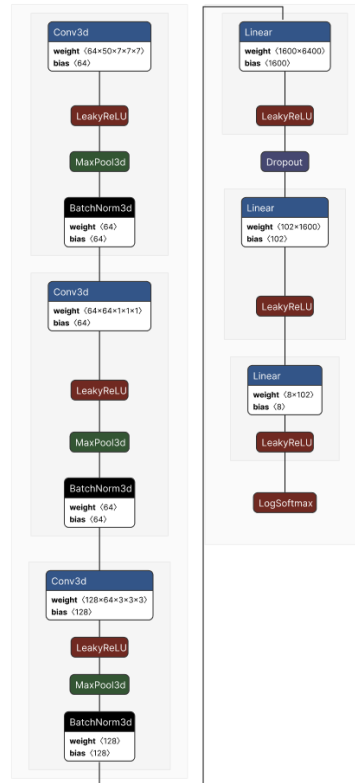 Conv3d
weight ⟨64×50×7×7×7⟩
bias ⟨64⟩
LeakyReLU
MaxPool3d
BatchNorm3d
weight ⟨64⟩
bias ⟨64⟩
Conv3d
weight ⟨64×64×1×1×1⟩
bias ⟨64⟩
LeakyReLU
MaxPool3d
BatchNorm3d
weight ⟨64⟩
bias ⟨64⟩
Conv3d
weight ⟨128×64×3×3×3⟩
bias ⟨128⟩
LeakyReLU
MaxPool3d
BatchNorm3d
weight ⟨128⟩
bias ⟨128⟩
Linear
weight ⟨1600×6400⟩
bias ⟨1600⟩
LeakyReLU
Dropout
Linear
weight ⟨102×1600⟩
bias ⟨102⟩
LeakyReLU
Linear
weight ⟨8×102⟩
bias ⟨8⟩
LeakyReLU
LogSoftmax